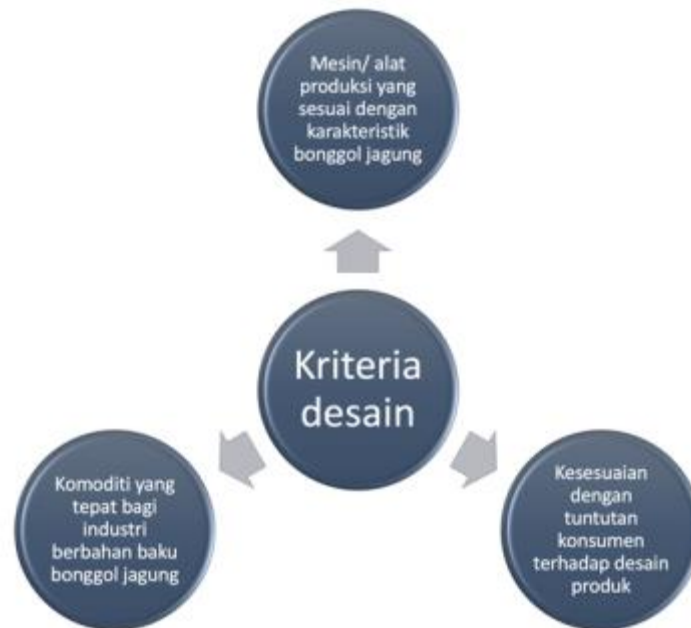 Mesin/ alat
produksi yang
sesuai dengan
karakteristik
bonggol jagung
Kriteria
desain
Komoditi yang
tepat bagi
industri
berbahan baku
bonggol jagung
Kesesuaian
dengan
tuntutan
konsumen
terhadap desain
produk